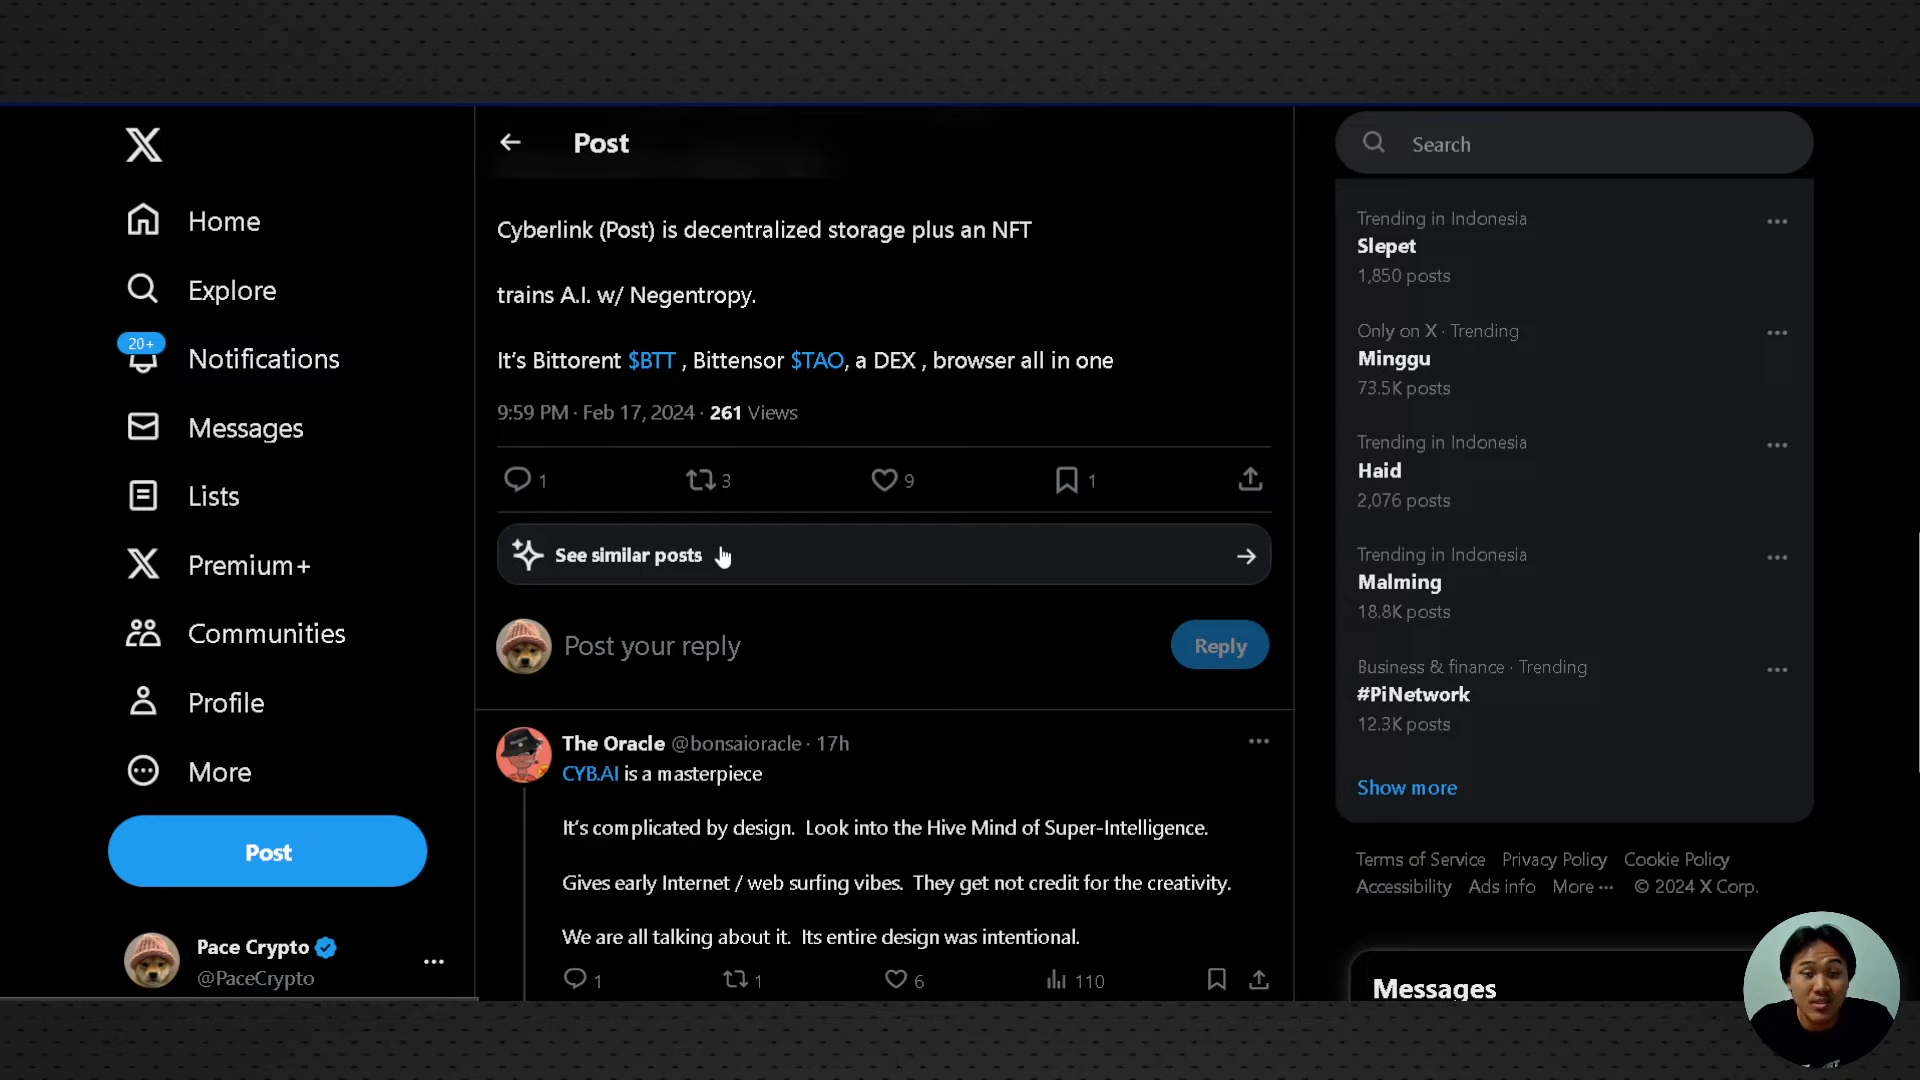 Home
Explore
20+
Notifications
Messages
Lists
Premium+
Communities
Profile
More
Post
Pace Crypto
@PaceCrypto
Post
Cyberlink (Post) is decentralized storage plus an NFT
trains A.I. w/ Negentropy.
It’s Bittorent $BTT , Bittensor $TAO, a DEX , browser all in one
9:59 PM · Feb 17, 2024 · 261 Views
1
3
9
1
See similar posts
Post your reply
Reply
The Oracle @bonsaioracle · 17h
CYB.AI is a masterpiece
It’s complicated by design. Look into the Hive Mind of Super-Intelligence.
Gives early Internet / web surfing vibes. They get not credit for the creativity.
We are all talking about it. Its entire design was intentional.
1
1
6
110
Search
Trending in Indonesia
Slepet
1,850 posts
Only on X · Trending
Minggu
73.5K posts
Trending in Indonesia
Haid
2,076 posts
Trending in Indonesia
Malming
18.8K posts
Business & finance · Trending
#PiNetwork
12.3K posts
Show more
Terms of Service Privacy Policy Cookie Policy
Accessibility Ads info More ··· © 2024 X Corp.
Messages